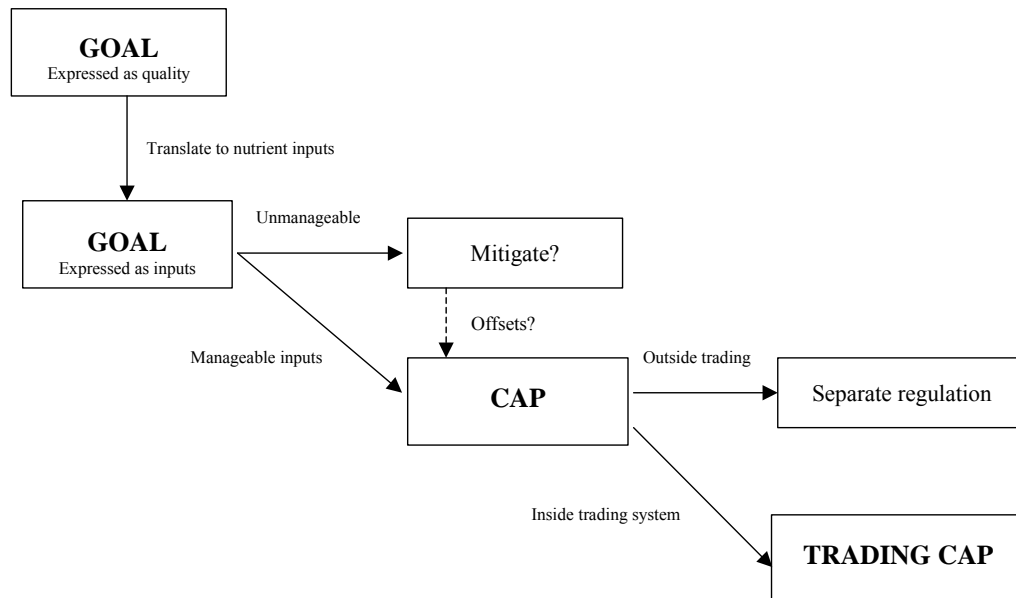 GOAL
Expressed as quality
Translate to nutrient inputs
GOAL
Expressed as inputs
Unmanageable
Mitigate?
Offsets?
Manageable inputs
CAP
Outside trading
Separate regulation
Inside trading system
TRADING CAP